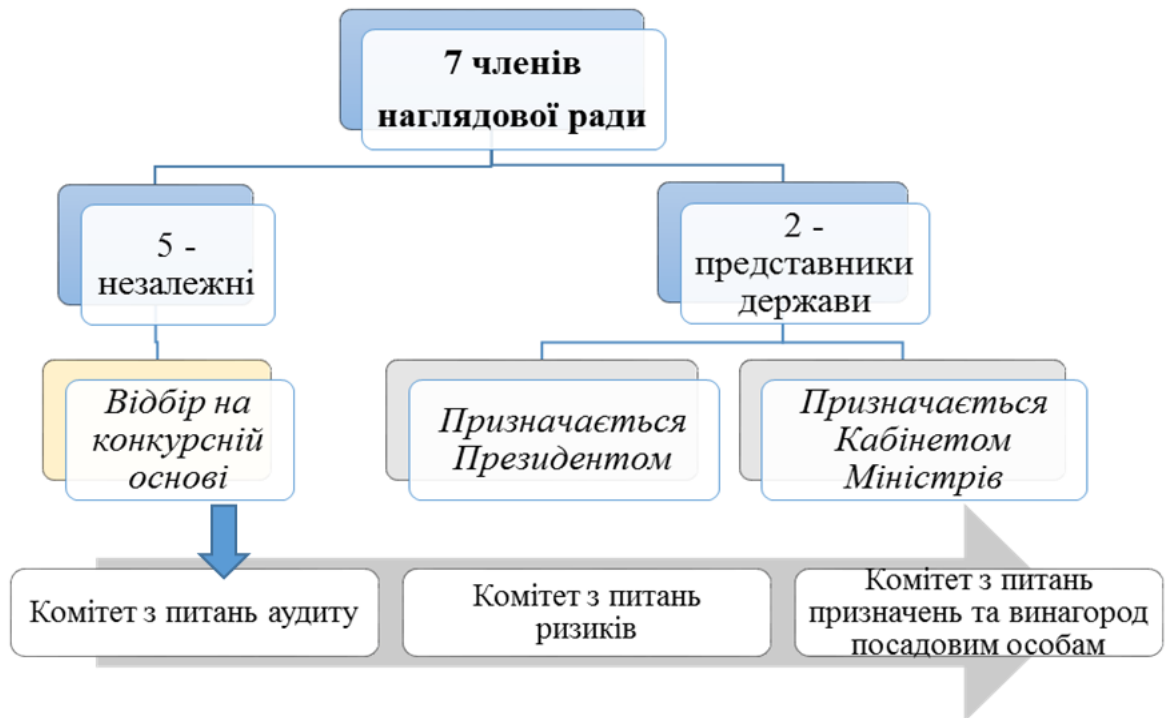 7 членів
наглядової ради
5 -
незалежні
2 -
представники
держави
Відбір на
конкурсній
основі
Призначається
Президентом
Призначається
Кабінетом
Міністрів
Комітет з питань аудиту
Комітет з питань
ризиків
Комітет з питань
призначень та винагород
посадовим особам